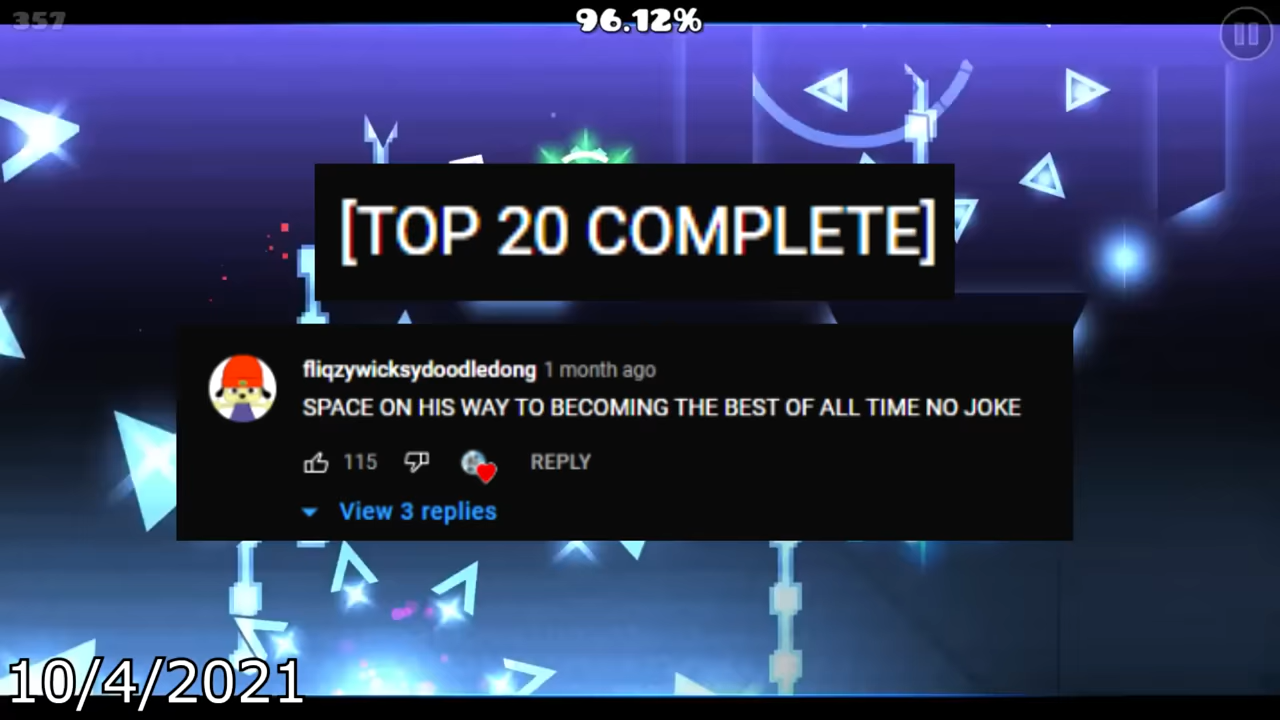 357
96.12%
[TOP 20 COMPLETE]
fliqzywicksydoodledong 1 month ago
SPACE ON HIS WAY TO BECOMING THE BEST OF ALL TIME NO JOKE
115 REPLY
View 3 replies
10/4/2021